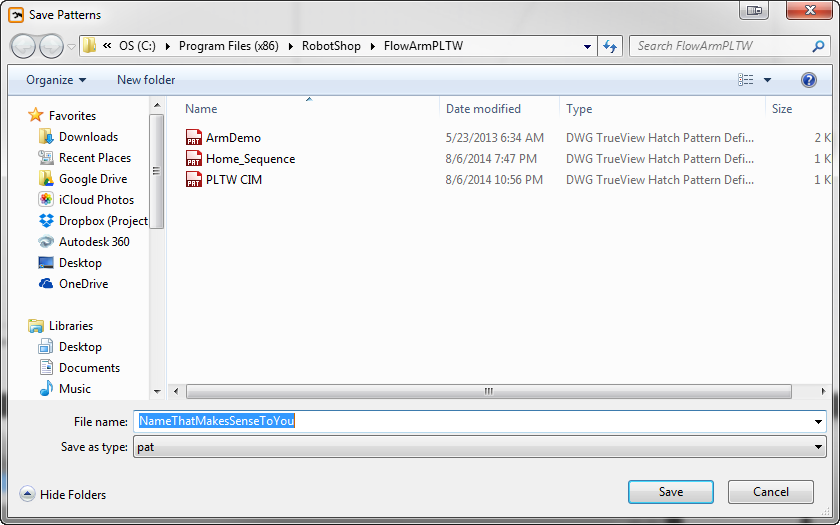 Save Patterns
« OS (C:) Program Files (x86) RobotShop FlowArmPLTW Search FlowArmPLTW
Organize New folder
Favorites
Downloads
Recent Places
Google Drive
iCloud Photos
Dropbox (Project
Autodesk 360
Desktop
OneDrive
Libraries
Desktop
Documents
Music
Name Date modified Type Size
ArmDemo 5/23/2013 6:34 AM DWG TrueView Hatch Pattern Defi... 2 K
Home_Sequence 8/6/2014 7:47 PM DWG TrueView Hatch Pattern Defi... 1 K
PLTW CIM 8/6/2014 10:56 PM DWG TrueView Hatch Pattern Defi... 1 K
File name: NameThatMakesSenseToYou
Save as type: pat
Hide Folders Save Cancel